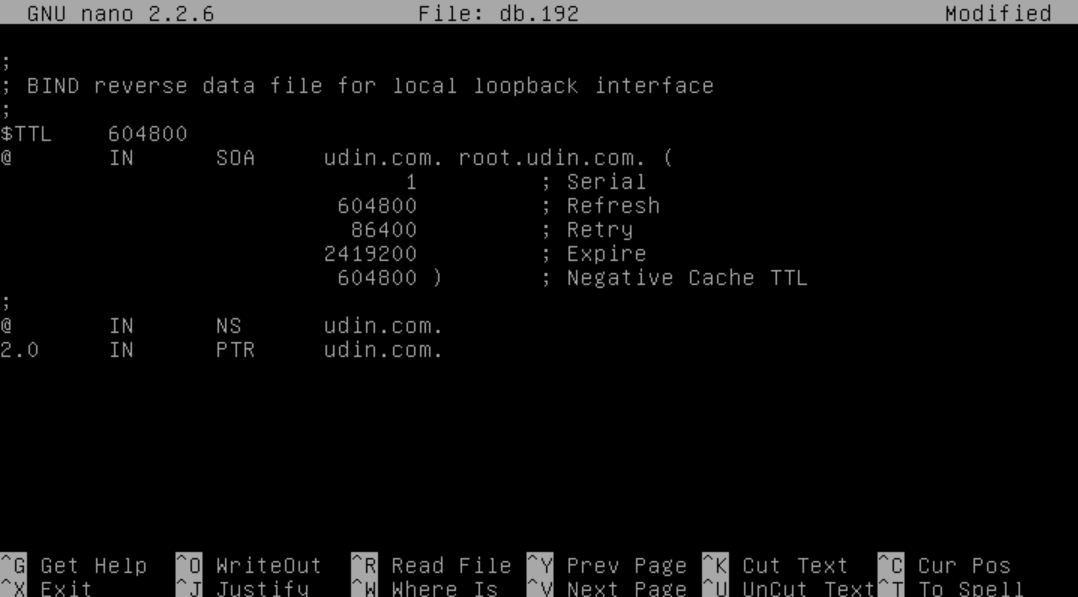 GNU nano 2.2.6 File: db.192 Modified
;
; BIND reverse data file for local loopback interface
;
$TTL 604800
@ IN SOA udin.com. root.udin.com. (
1 ; Serial
604800 ; Refresh
86400 ; Retry
2419200 ; Expire
604800 ) ; Negative Cache TTL
;
@ IN NS udin.com.
2.0 IN PTR udin.com.
^G Get Help ^O WriteOut ^R Read File ^Y Prev Page ^K Cut Text ^C Cur Pos
^X Exit ^J Justify ^W Where Is ^V Next Page ^U UnCut Text ^T To Spell